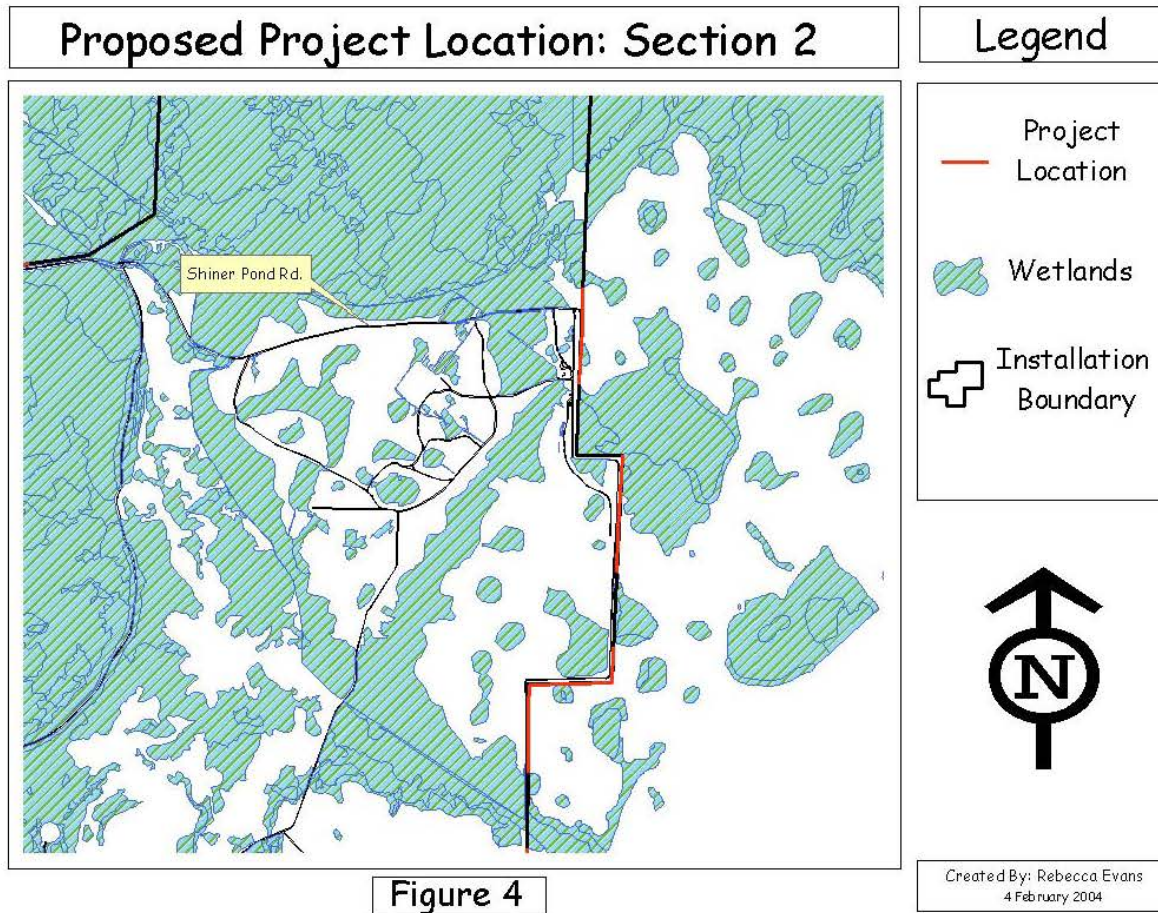 Proposed Project Location: Section 2
Shiner Pond Rd.
Figure 4
Legend
Project
Location
Wetlands
Installation
Boundary
N
Created By: Rebecca Evans
4 February 2004